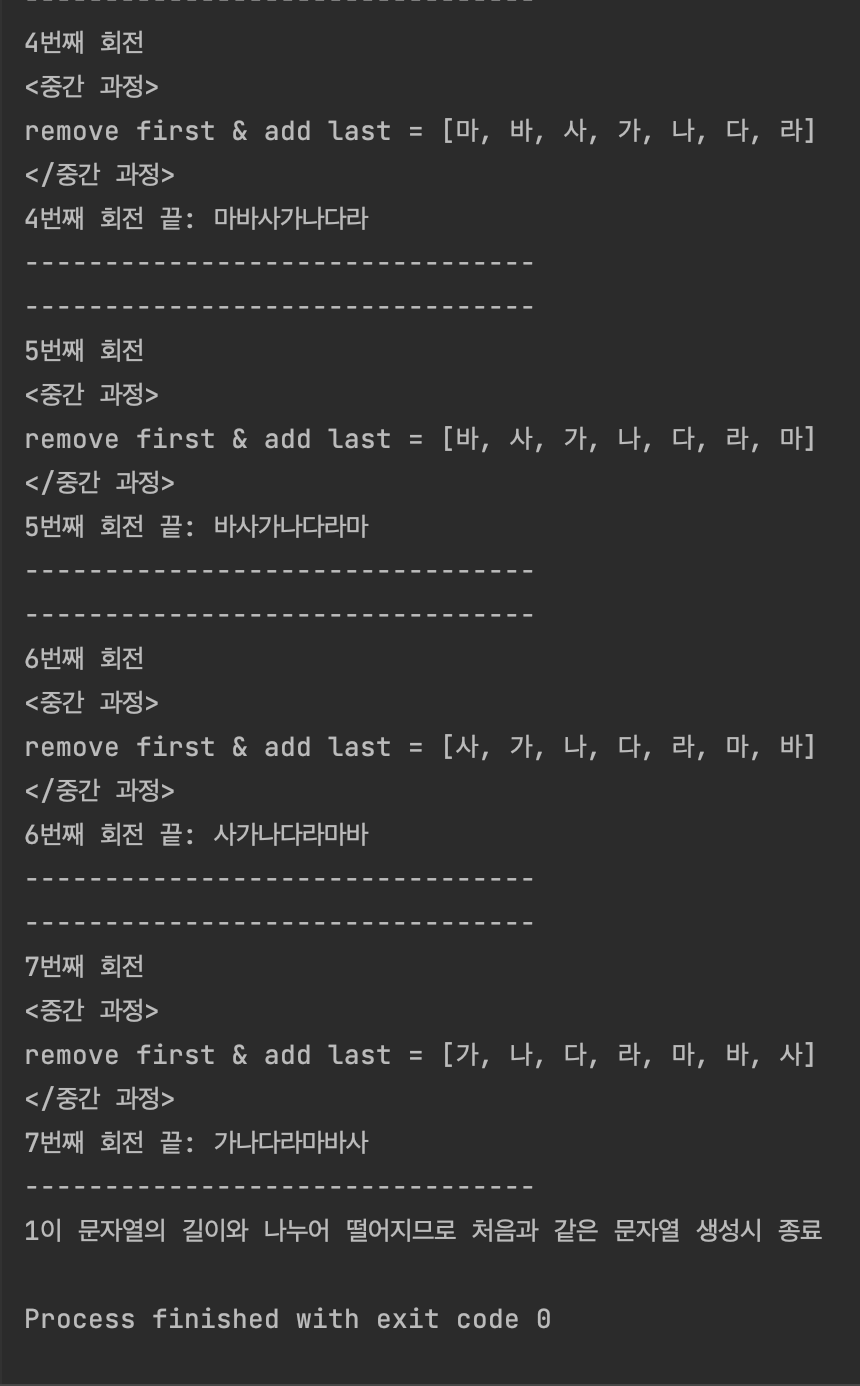 --------------------------------
4번째 회전
<중간 과정>
remove first & add last = [마, 바, 사, 가, 나, 다, 라]
</중간 과정>
4번째 회전 끝: 마바사가나다라
--------------------------------
--------------------------------
5번째 회전
<중간 과정>
remove first & add last = [바, 사, 가, 나, 다, 라, 마]
</중간 과정>
5번째 회전 끝: 바사가나다라마
--------------------------------
--------------------------------
6번째 회전
<중간 과정>
remove first & add last = [사, 가, 나, 다, 라, 마, 바]
</중간 과정>
6번째 회전 끝: 사가나다라마바
--------------------------------
--------------------------------
7번째 회전
<중간 과정>
remove first & add last = [가, 나, 다, 라, 마, 바, 사]
</중간 과정>
7번째 회전 끝: 가나다라마바사
--------------------------------
1이 문자열의 길이와 나누어 떨어지므로 처음과 같은 문자열 생성시 종료
Process finished with exit code 0